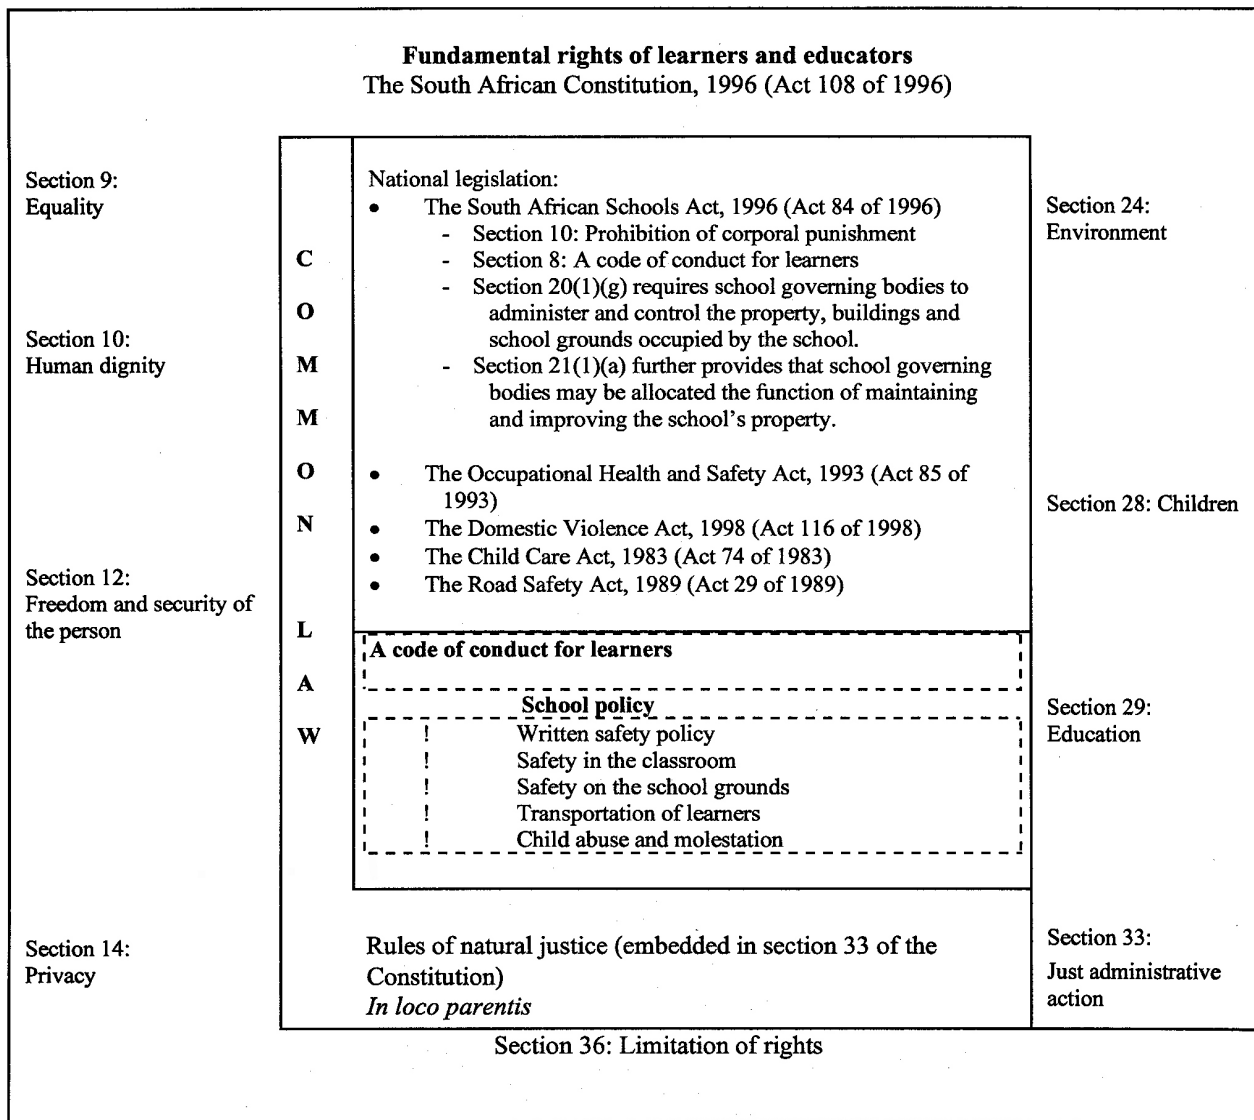 Fundamental rights of learners and educators
The South African Constitution, 1996 (Act 108 of 1996)
Section 9:
Equality
Section 10:
Human dignity
Section 12:
Freedom and security of
the person
Section 14:
Privacy
C
O
M
M
O
N
L
A
W
National legislation:
• The South African Schools Act, 1996 (Act 84 of 1996)
- Section 10: Prohibition of corporal punishment
- Section 8: A code of conduct for learners
- Section 20(1)(g) requires school governing bodies to
administer and control the property, buildings and
school grounds occupied by the school.
- Section 21(1)(a) further provides that school governing
bodies may be allocated the function of maintaining
and improving the school's property.
• The Occupational Health and Safety Act, 1993 (Act 85 of
1993)
• The Domestic Violence Act, 1998 (Act 116 of 1998)
• The Child Care Act, 1983 (Act 74 of 1983)
• The Road Safety Act, 1989 (Act 29 of 1989)
A code of conduct for learners
School policy
! Written safety policy
! Safety in the classroom
! Safety on the school grounds
! Transportation of learners
! Child abuse and molestation
Rules of natural justice (embedded in section 33 of the
Constitution)
In loco parentis
Section 24:
Environment
Section 28: Children
Section 29:
Education
Section 33:
Just administrative
action
Section 36: Limitation of rights